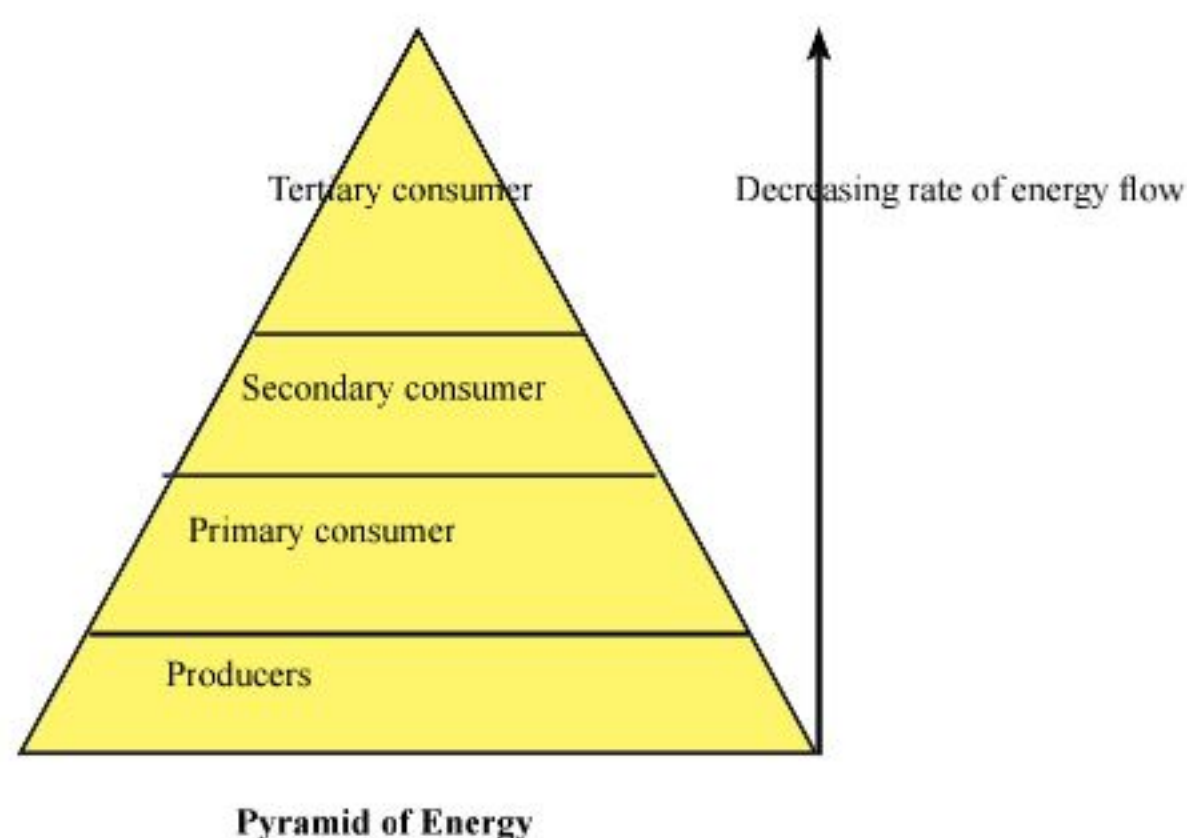 Tertiary consumer
Decreasing rate of energy flow
Secondary consumer
Primary consumer
Producers
Pyramid of Energy